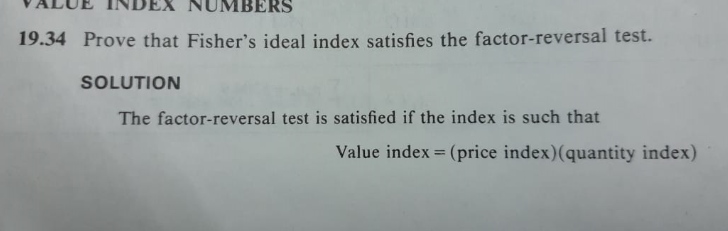 VALUE INDEX NUMBERS
19.34 Prove that Fisher's ideal index satisfies the factor-reversal test.
SOLUTION
The factor-reversal test is satisfied if the index is such that
Value index = (price index)(quantity index)